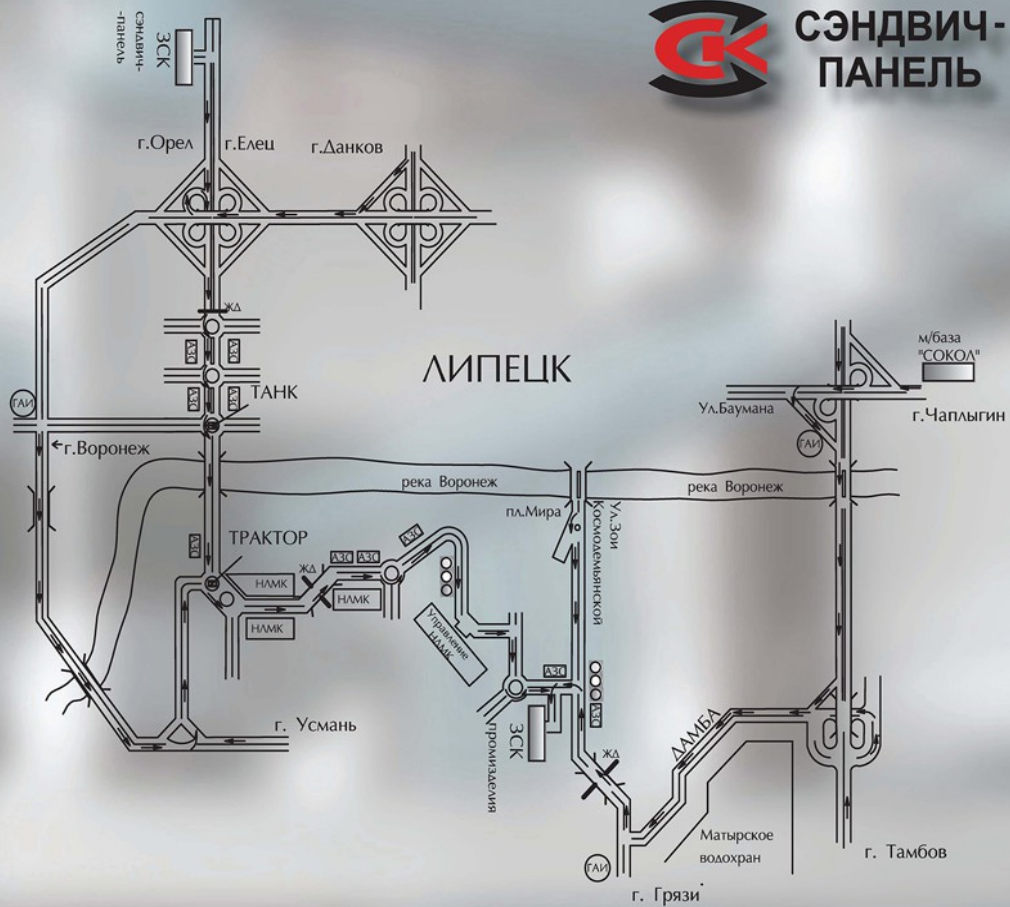 СК
СЭНДВИЧ-
ПАНЕЛЬ
ЗСК
сэндвич-
-панель
г.Орел
г.Елец
г.Данков
ЖД
АЗС
АЗС
АЗС
АЗС
ТАНК
ЛИПЕЦК
м/база
"СОКОЛ"
Ул.Баумана
г.Чаплыгин
ГАИ
ГАИ
←г.Воронеж
река Воронеж
река Воронеж
пл.Мира
Ул.Зои
Космодемьянской
АЗС
ТРАКТОР
АЗС
АЗС
АЗС
ЖД
НЛМК
НЛМК
НЛМК
Управление
НЛМК
АЗС
АЗС
ЗСК
промизделия
г. Усмань
ДАМБА
ЖД
Матырское
водохран
г. Тамбов
ГАИ
г. Грязи